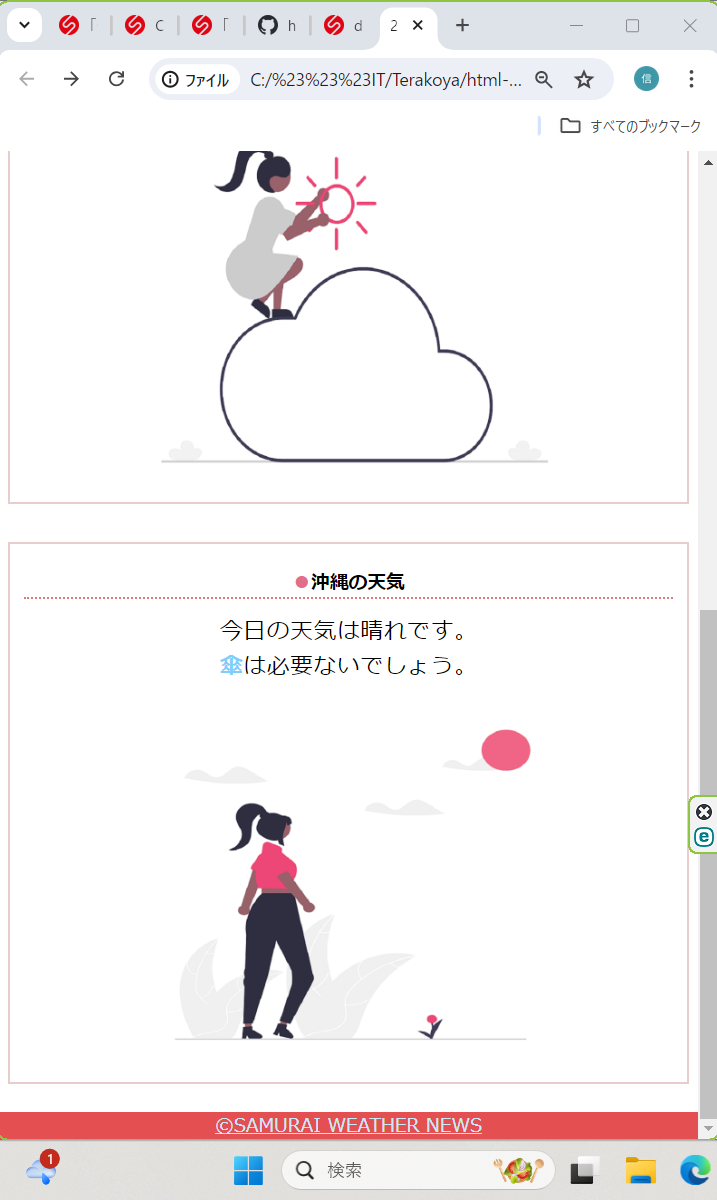 「
C
「
h
d
2
ファイル
C:/%23%23%23IT/Terakoya/html-...
信
すべてのブックマーク
沖縄の天気
今日の天気は晴れです。
傘は必要ないでしょう。
e
©SAMURAI WEATHER NEWS
1
検索